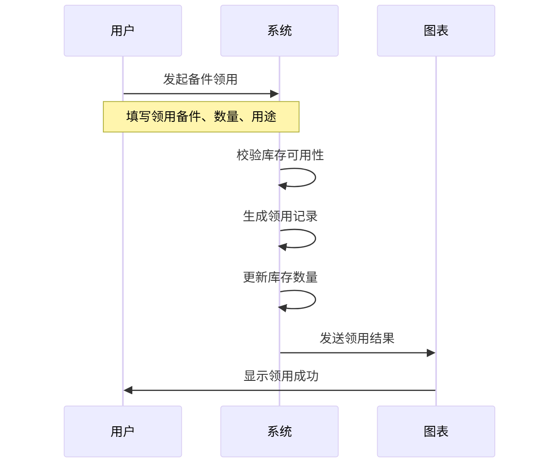 用户 系统 图表
发起备件领用
填写领用备件、数量、用途
校验库存可用性
生成领用记录
更新库存数量
发送领用结果
显示领用成功
用户 系统 图表